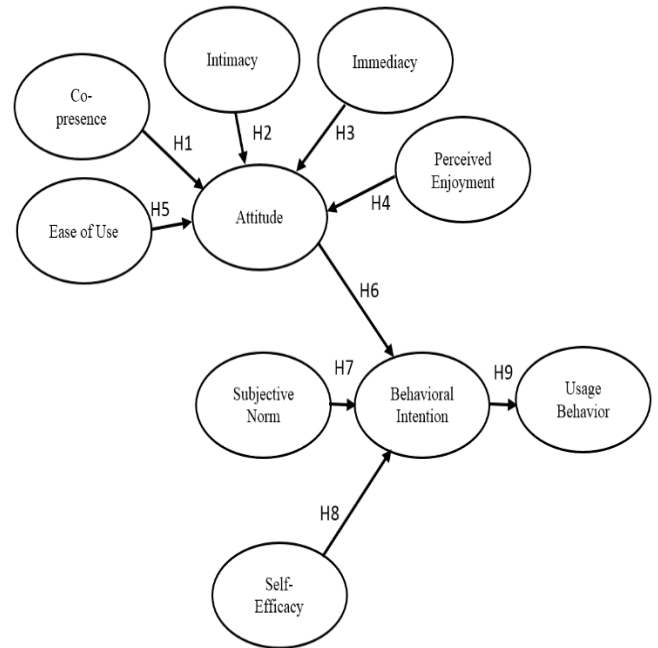 Intimacy
Immediacy
Co-
presence
H1
H2
H3
Perceived
Enjoyment
H4
H5
Ease of Use
Attitude
H6
Subjective
Norm
H7
Behavioral
Intention
H9
Usage
Behavior
H8
Self-
Efficacy